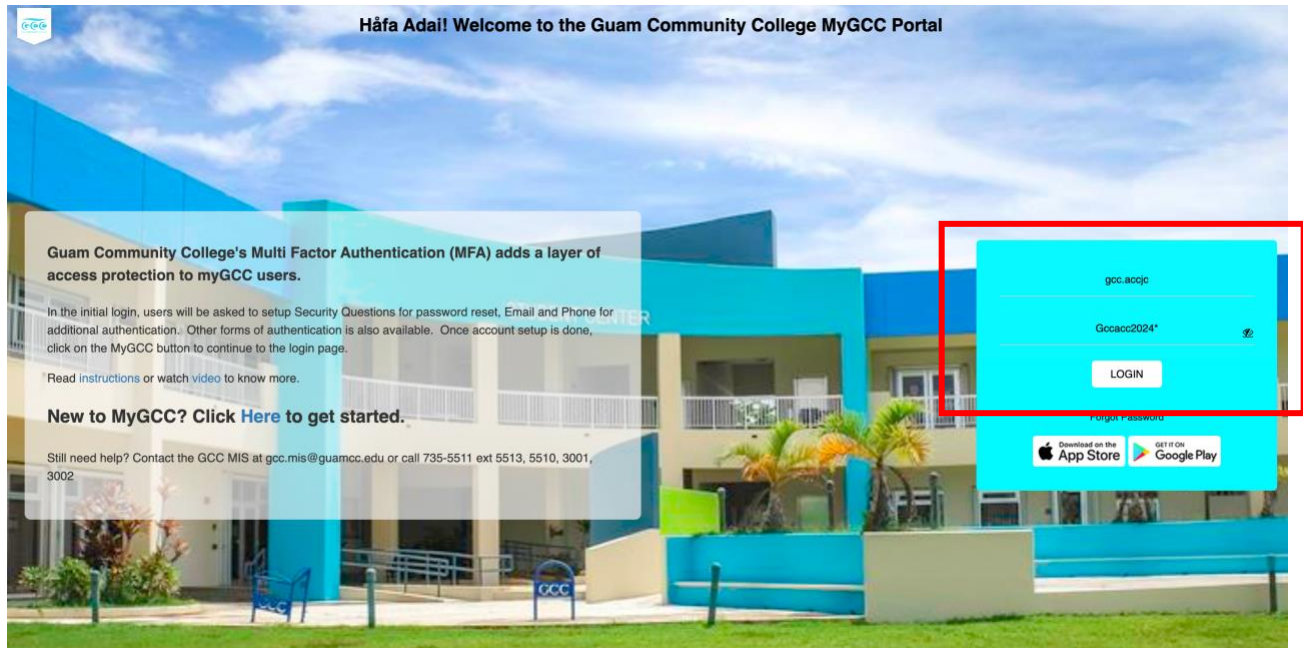 GCC
Håfa Adai! Welcome to the Guam Community College MyGCC Portal
Guam Community College's Multi Factor Authentication (MFA) adds a layer of
access protection to myGCC users.
In the initial login, users will be asked to setup Security Questions for password reset, Email and Phone for
additional authentication. Other forms of authentication is also available. Once account setup is done,
click on the MyGCC button to continue to the login page.
Read instructions or watch video to know more.
New to MyGCC? Click Here to get started.
Still need help? Contact the GCC MIS at gcc.mis@guamcc.edu or call 735-5511 ext 5513, 5510, 3001,
3002
STUDENT CENTER
gcc.accjc
Gccacc2024*
LOGIN
Forgot Password
Download on the
App Store
GET IT ON
Google Play
GCC
GCC